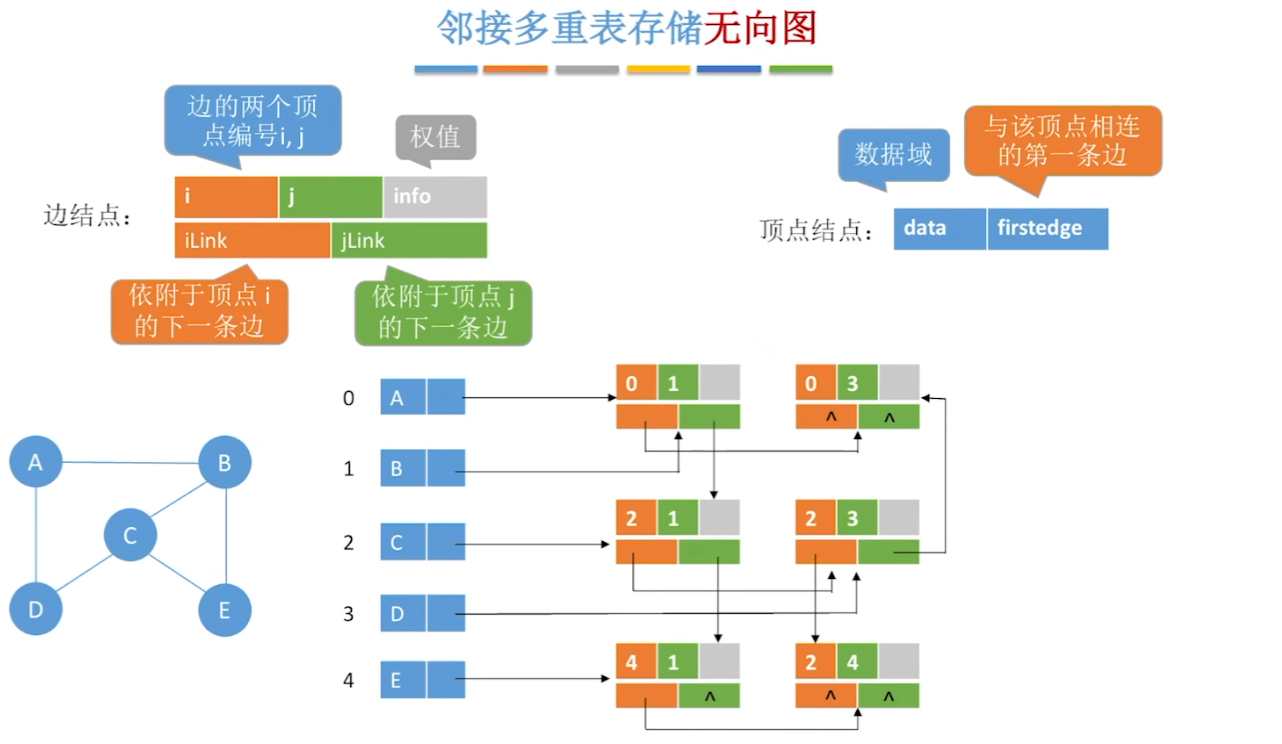 邻接多重表存储无向图
边的两个顶
点编号i, j
权值
数据域
与该顶点相连
的第一条边
边结点：
i j info
iLink jLink
顶点结点：
data firstedge
依附于顶点 i
的下一条边
依附于顶点 j
的下一条边
0 A 0 1 0 3
^ ^
1 B
2 C 2 1 2 3
3 D
4 E 4 1 2 4
^ ^ ^
A B
C
D E